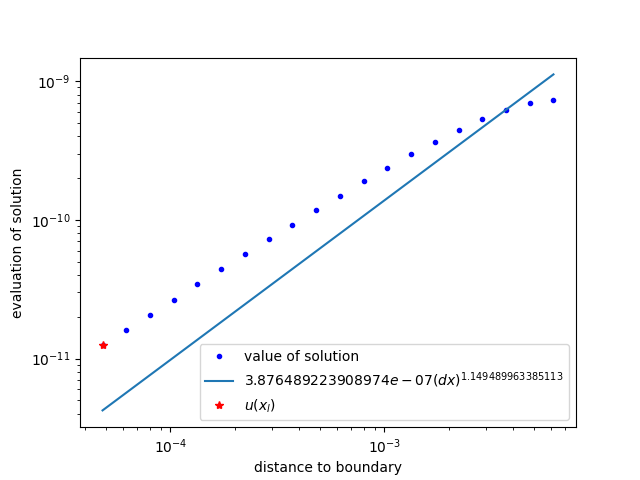 10⁻⁹
10⁻¹⁰
10⁻¹¹
evaluation of solution
value of solution
3.876489223908974e − 07(dx)^1.149489963385113
u(x_l)
10⁻⁴
10⁻³
distance to boundary